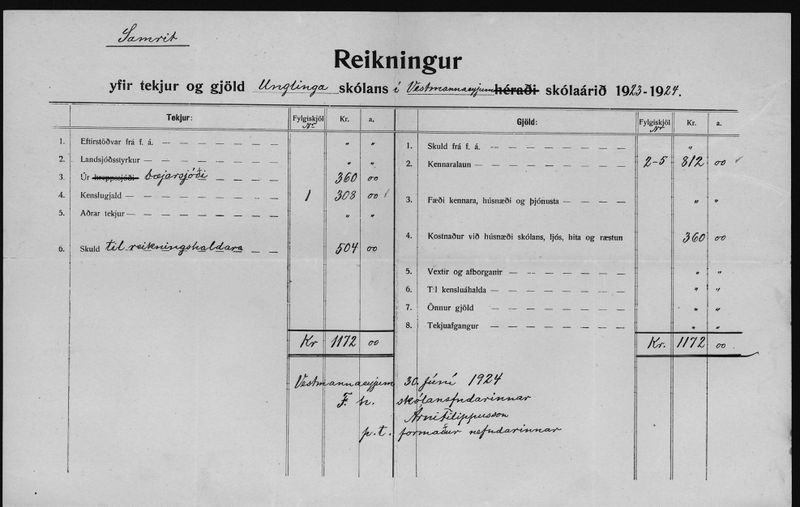 Samrit
Reikningur
yfir tekjur og gjöld Unglinga skólans í Vestmannaeyjum héraði skólaárið 1923-1924.
Tekjur: Fylgiskjöl Nr. Kr. a.
1. Eftirstöðvar frá f. á. — — — — — — " "
2. Landsjóðsstyrkur — — — — — — " "
3. Úr hreppssjóði bæjarsjóði — — 360 00
4. Kenslugjald — — — — — — 1 308 00
5. Aðrar tekjur — — — — — — " "
6. Skuld til reikningshaldara — — 504 00
Kr 1172 00
Gjöld: Fylgiskjöl Nr. Kr. a.
1. Skuld frá f. á. — — — — — — "
2. Kennaralaun — — — — — — 2-5 812 00
3. Fæði kennara, húsnæði og þjónusta — — — " "
4. Kostnaður við húsnæði skólans, ljós, hita og ræstun 360 00
5. Vextir og afborganir — — — — — " "
6. Til kensluáhalda — — — — — — " "
7. Önnur gjöld — — — — — — " "
8. Tekjuafgangur — — — — — — " "
Kr. 1172 00
Vestmannaeyjum 30. júní 1924
F. h. skólansfndarinnar
Árni Filippusson
p.t. formaður nefndarinnar